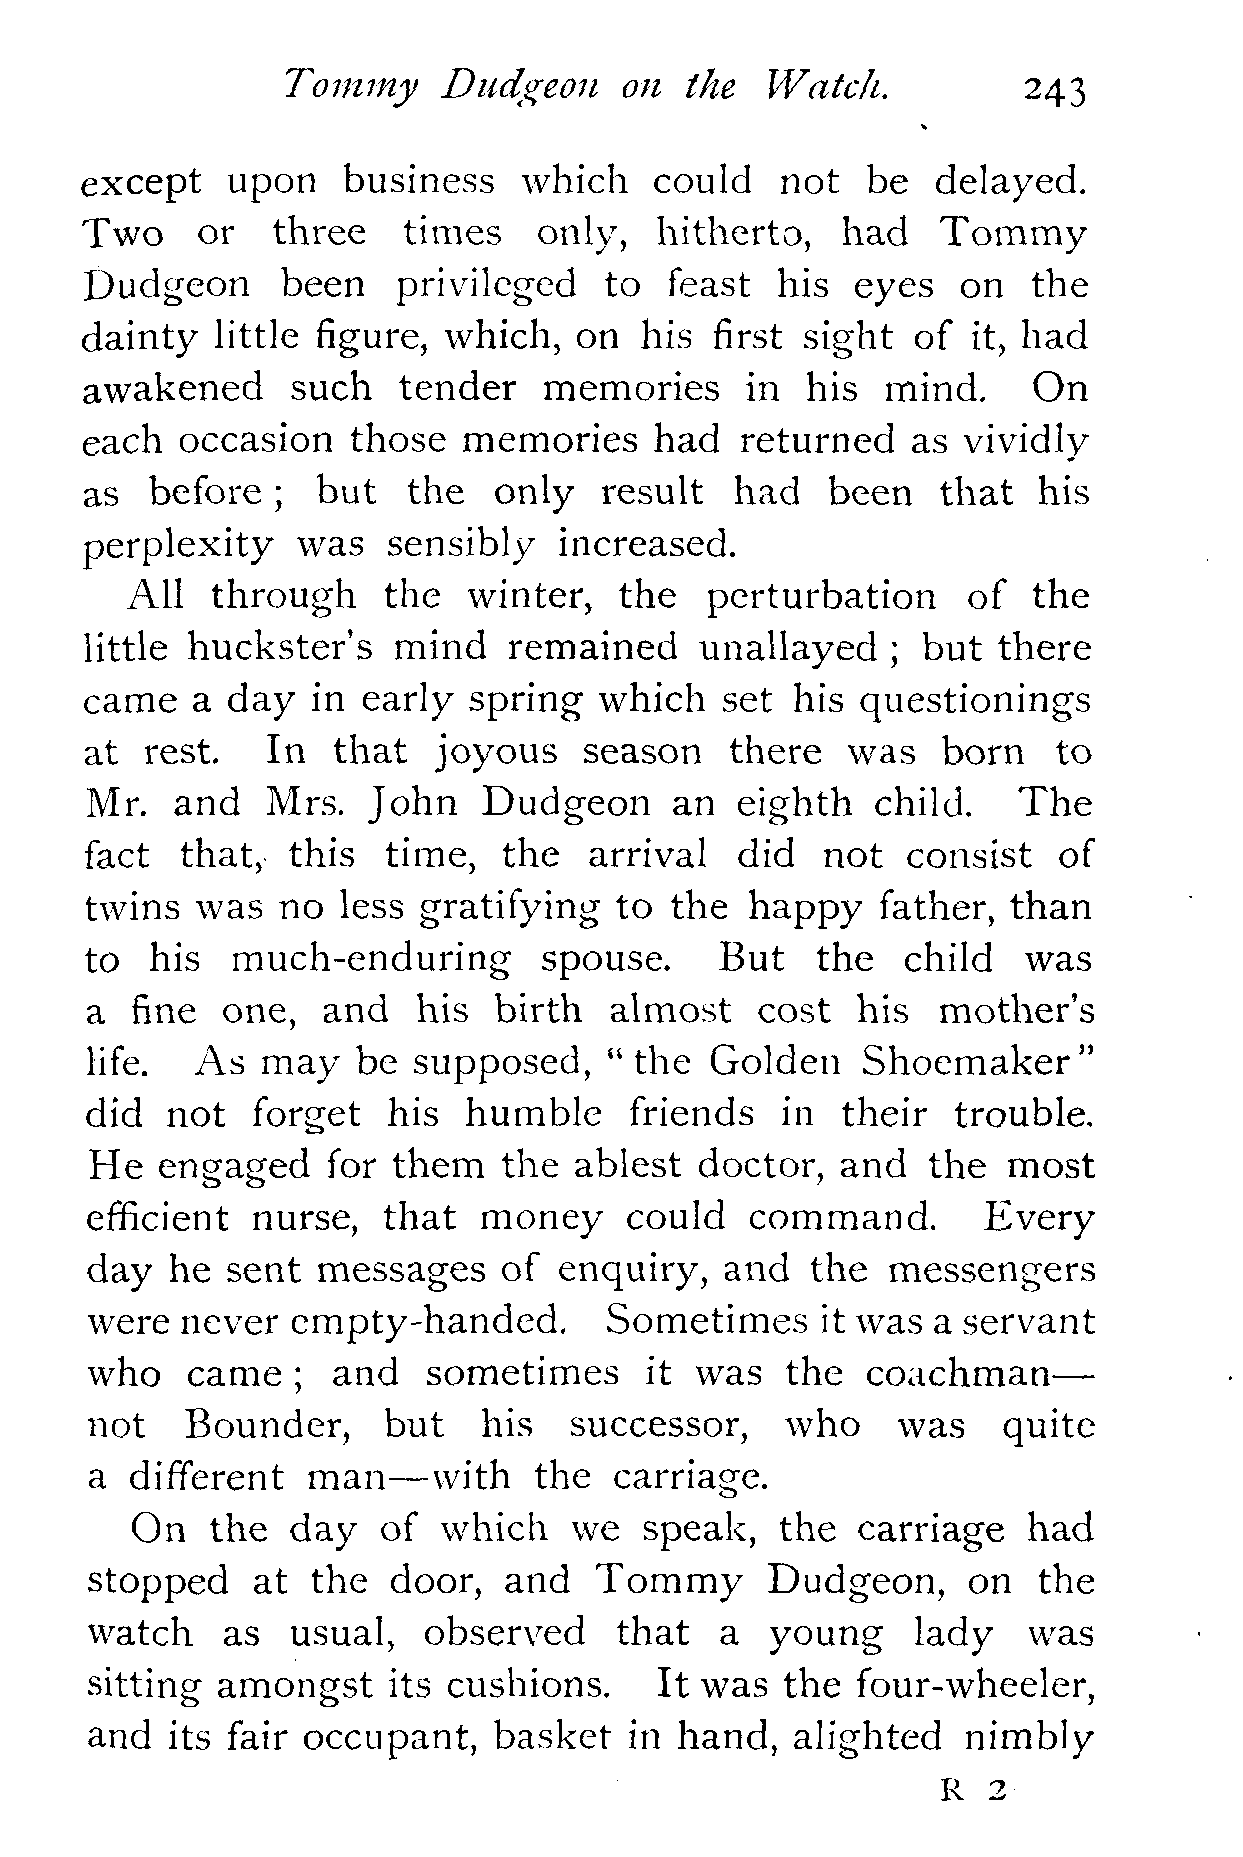 Tommy Dudgeon on the Watch. 243
except upon business which could not be delayed.
Two or three times only, hitherto, had Tommy
Dudgeon been privileged to feast his eyes on the
dainty little figure, which, on his first sight of it, had
awakened such tender memories in his mind. On
each occasion those memories had returned as vividly
as before ; but the only result had been that his
perplexity was sensibly increased.
All through the winter, the perturbation of the
little huckster's mind remained unallayed ; but there
came a day in early spring which set his questionings
at rest. In that joyous season there was born to
Mr. and Mrs. John Dudgeon an eighth child. The
fact that, this time, the arrival did not consist of
twins was no less gratifying to the happy father, than
to his much-enduring spouse. But the child was
a fine one, and his birth almost cost his mother's
life. As may be supposed, “ the Golden Shoemaker ”
did not forget his humble friends in their trouble.
He engaged for them the ablest doctor, and the most
efficient nurse, that money could command. Every
day he sent messages of enquiry, and the messengers
were never empty-handed. Sometimes it was a servant
who came ; and sometimes it was the coachman—
not Bounder, but his successor, who was quite
a different man—with the carriage.
On the day of which we speak, the carriage had
stopped at the door, and Tommy Dudgeon, on the
watch as usual, observed that a young lady was
sitting amongst its cushions. It was the four-wheeler,
and its fair occupant, basket in hand, alighted nimbly
R 2